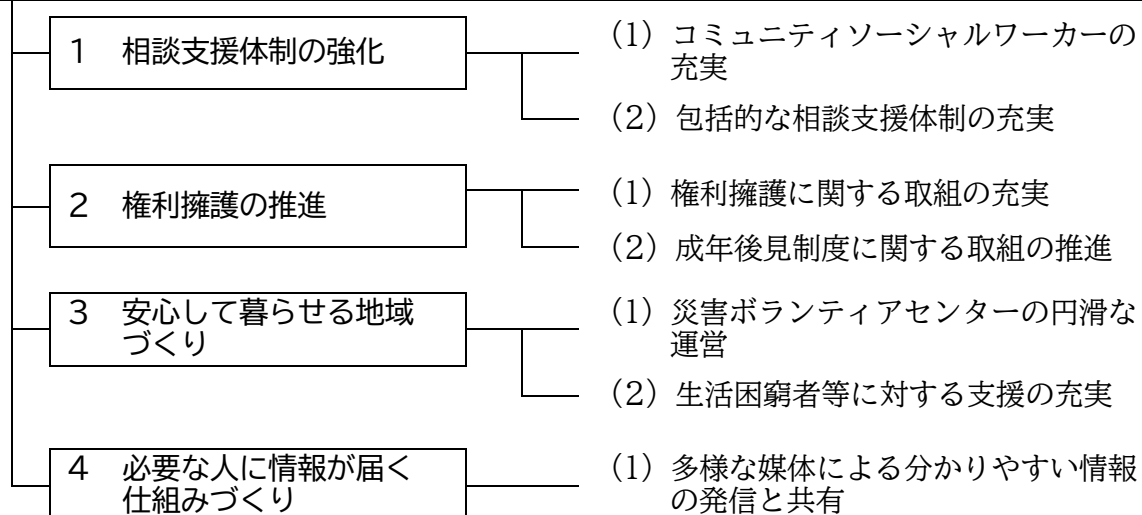 1 相談支援体制の強化
(1) コミュニティソーシャルワーカーの
充実
(2) 包括的な相談支援体制の充実
2 権利擁護の推進
(1) 権利擁護に関する取組の充実
(2) 成年後見制度に関する取組の推進
3 安心して暮らせる地域
づくり
(1) 災害ボランティアセンターの円滑な
運営
(2) 生活困窮者等に対する支援の充実
4 必要な人に情報が届く
仕組みづくり
(1) 多様な媒体による分かりやすい情報
の発信と共有